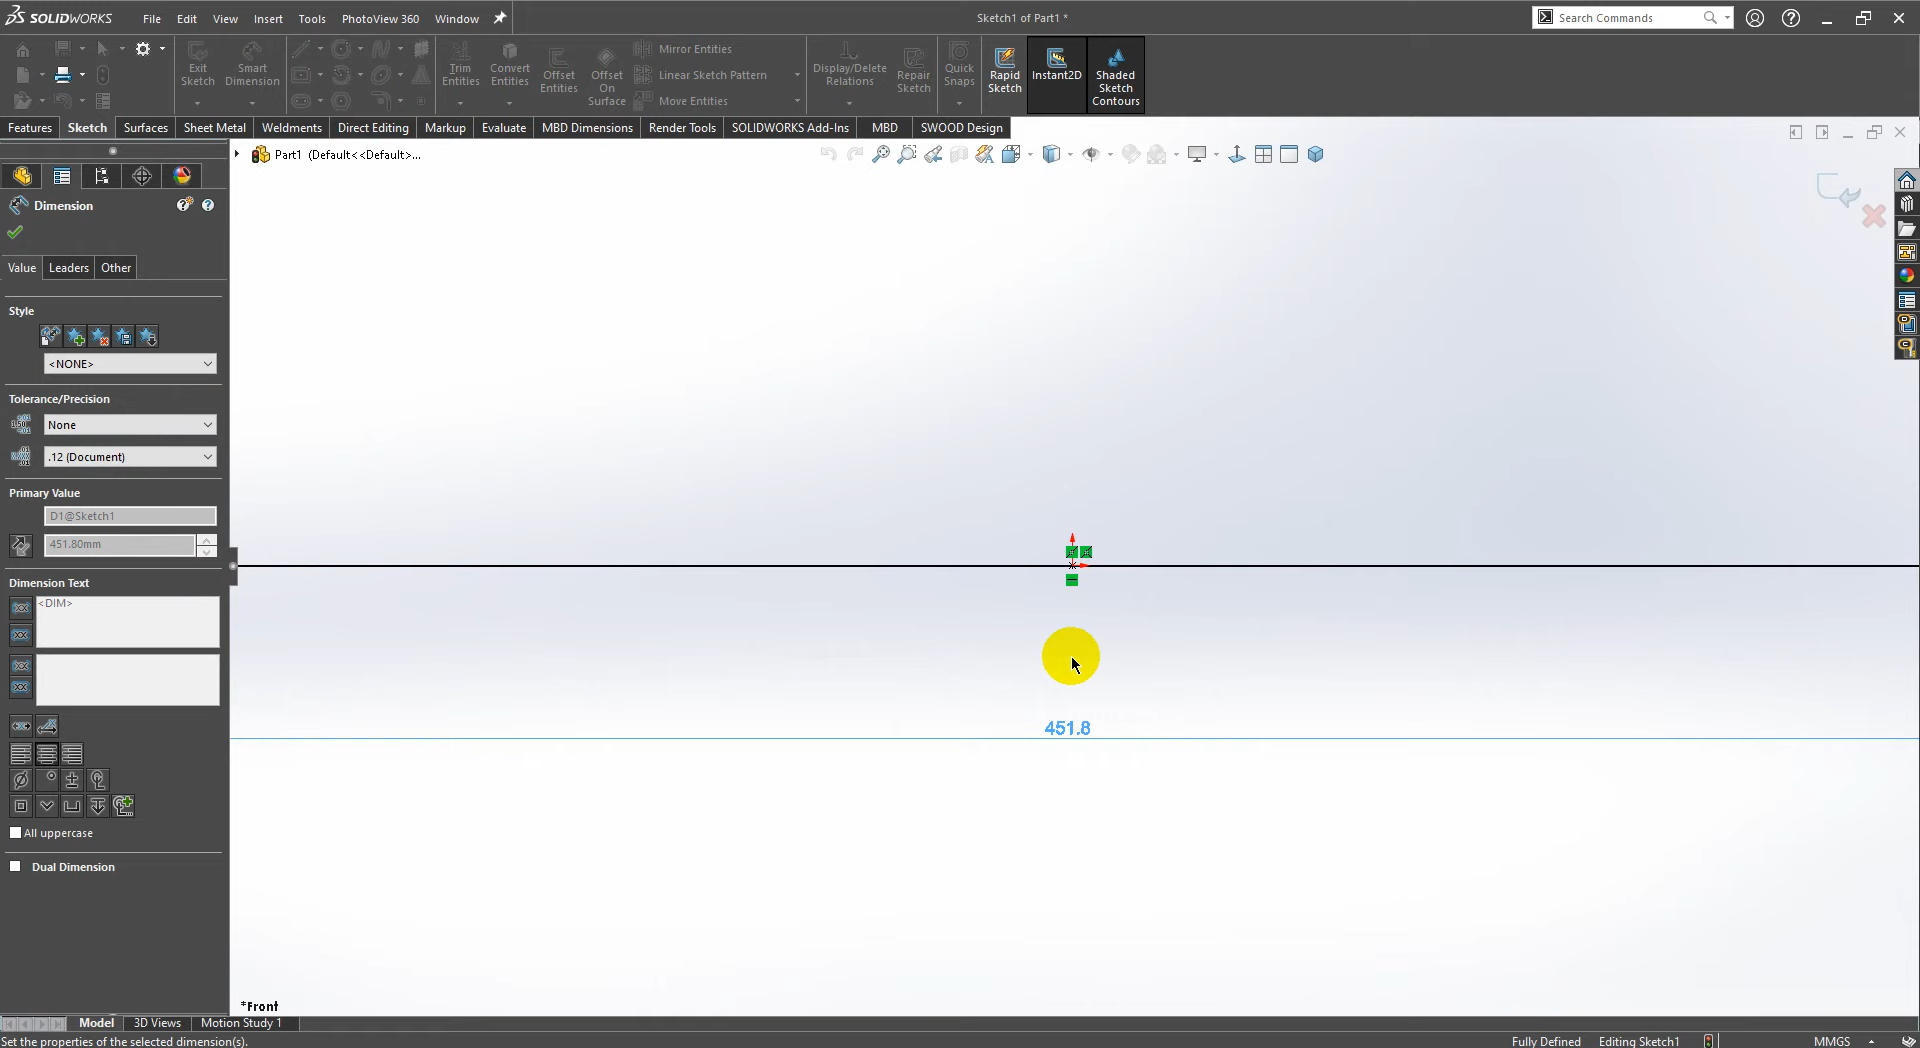 SOLIDWORKS File Edit View Insert Tools PhotoView 360 Window Sketch1 of Part1 * Search Commands
Exit Sketch
Smart Dimension
Trim Entities
Convert Entities
Offset Entities
Offset On Surface
Mirror Entities
Linear Sketch Pattern
Move Entities
Display/Delete Relations
Repair Sketch
Quick Snaps
Rapid Sketch
Instant2D
Shaded Sketch Contours
Features Sketch Surfaces Sheet Metal Weldments Direct Editing Markup Evaluate MBD Dimensions Render Tools SOLIDWORKS Add-Ins MBD SWOOD Design
Part1 (Default<<Default>...
Dimension
Value Leaders Other
Style
<NONE>
Tolerance/Precision
None
.12 (Document)
Primary Value
D1@Sketch1
451.80mm
Dimension Text
<DIM>
451.8
All uppercase
Dual Dimension
*Front
Model 3D Views Motion Study 1
Set the properties of the selected dimension(s). Fully Defined Editing Sketch1 MMGS